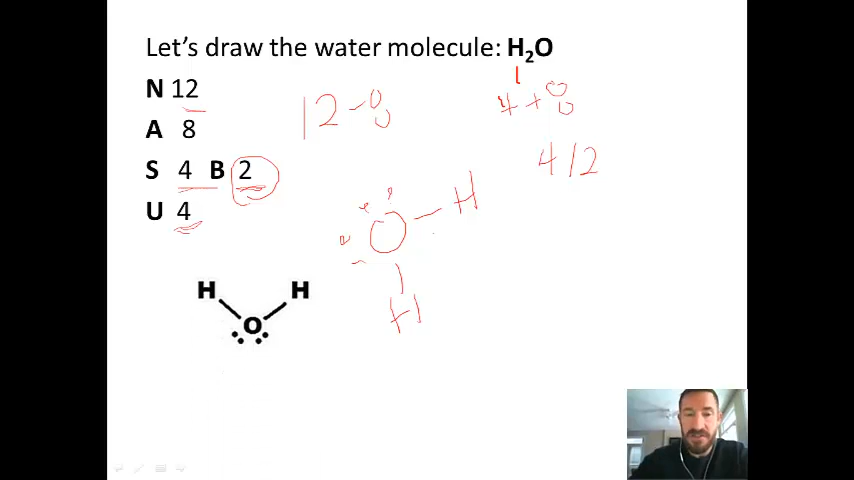 Let's draw the water molecule: H₂O
N 12
A 8
S 4 B 2
U 4
12 - 8
4 + 8
4/2
O - H
H
H H
O